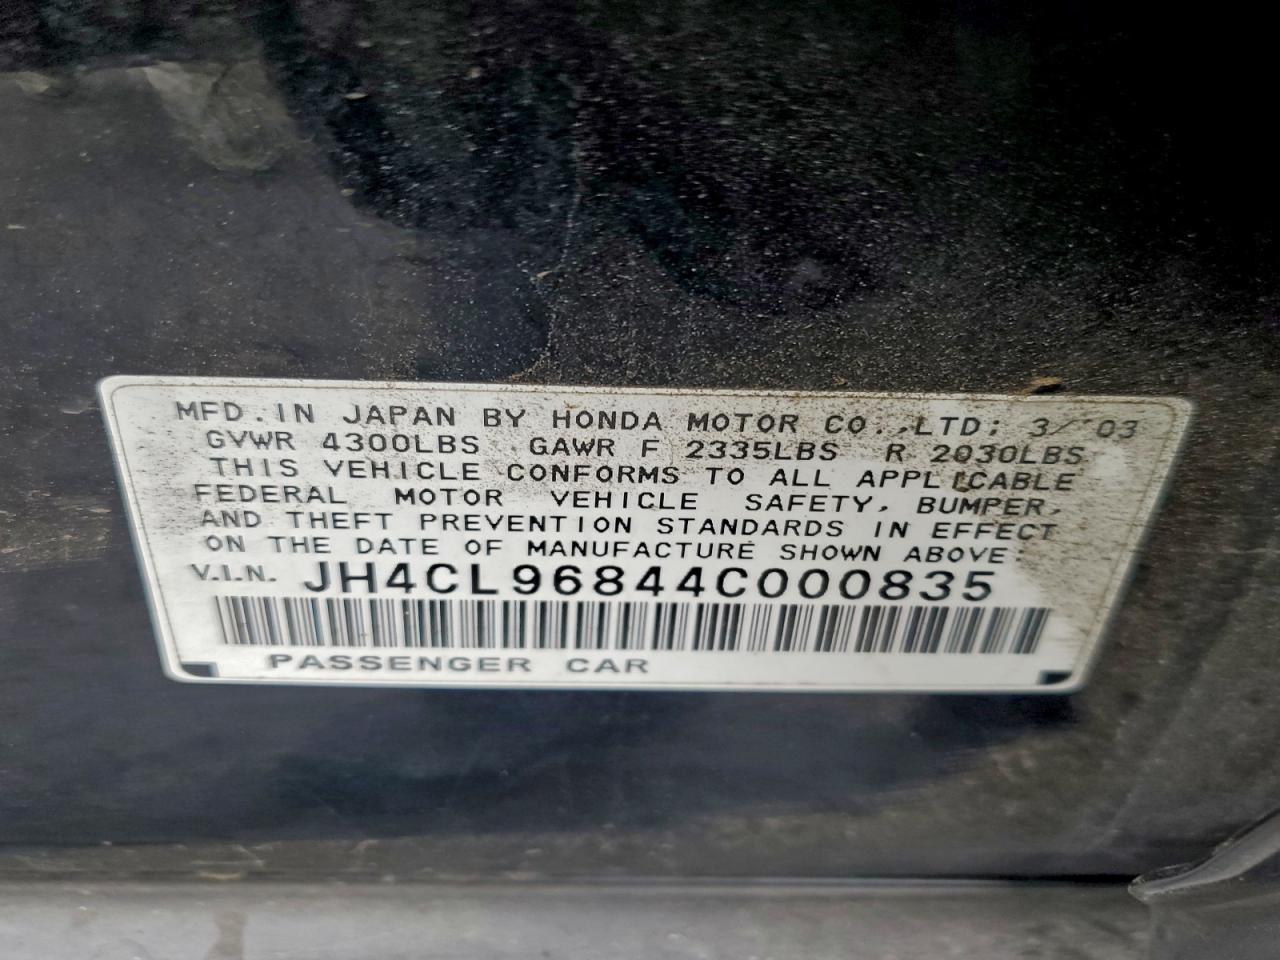 MFD. IN JAPAN BY HONDA MOTOR CO., LTD: 3/'03
GVWR 4300LBS GAWR F 2335LBS R 2030LBS
THIS VEHICLE CONFORMS TO ALL APPLICABLE
FEDERAL MOTOR VEHICLE SAFETY, BUMPER,
AND THEFT PREVENTION STANDARDS IN EFFECT
ON THE DATE OF MANUFACTURE SHOWN ABOVE:
V.I.N. JH4CL96844C000835
PASSENGER CAR